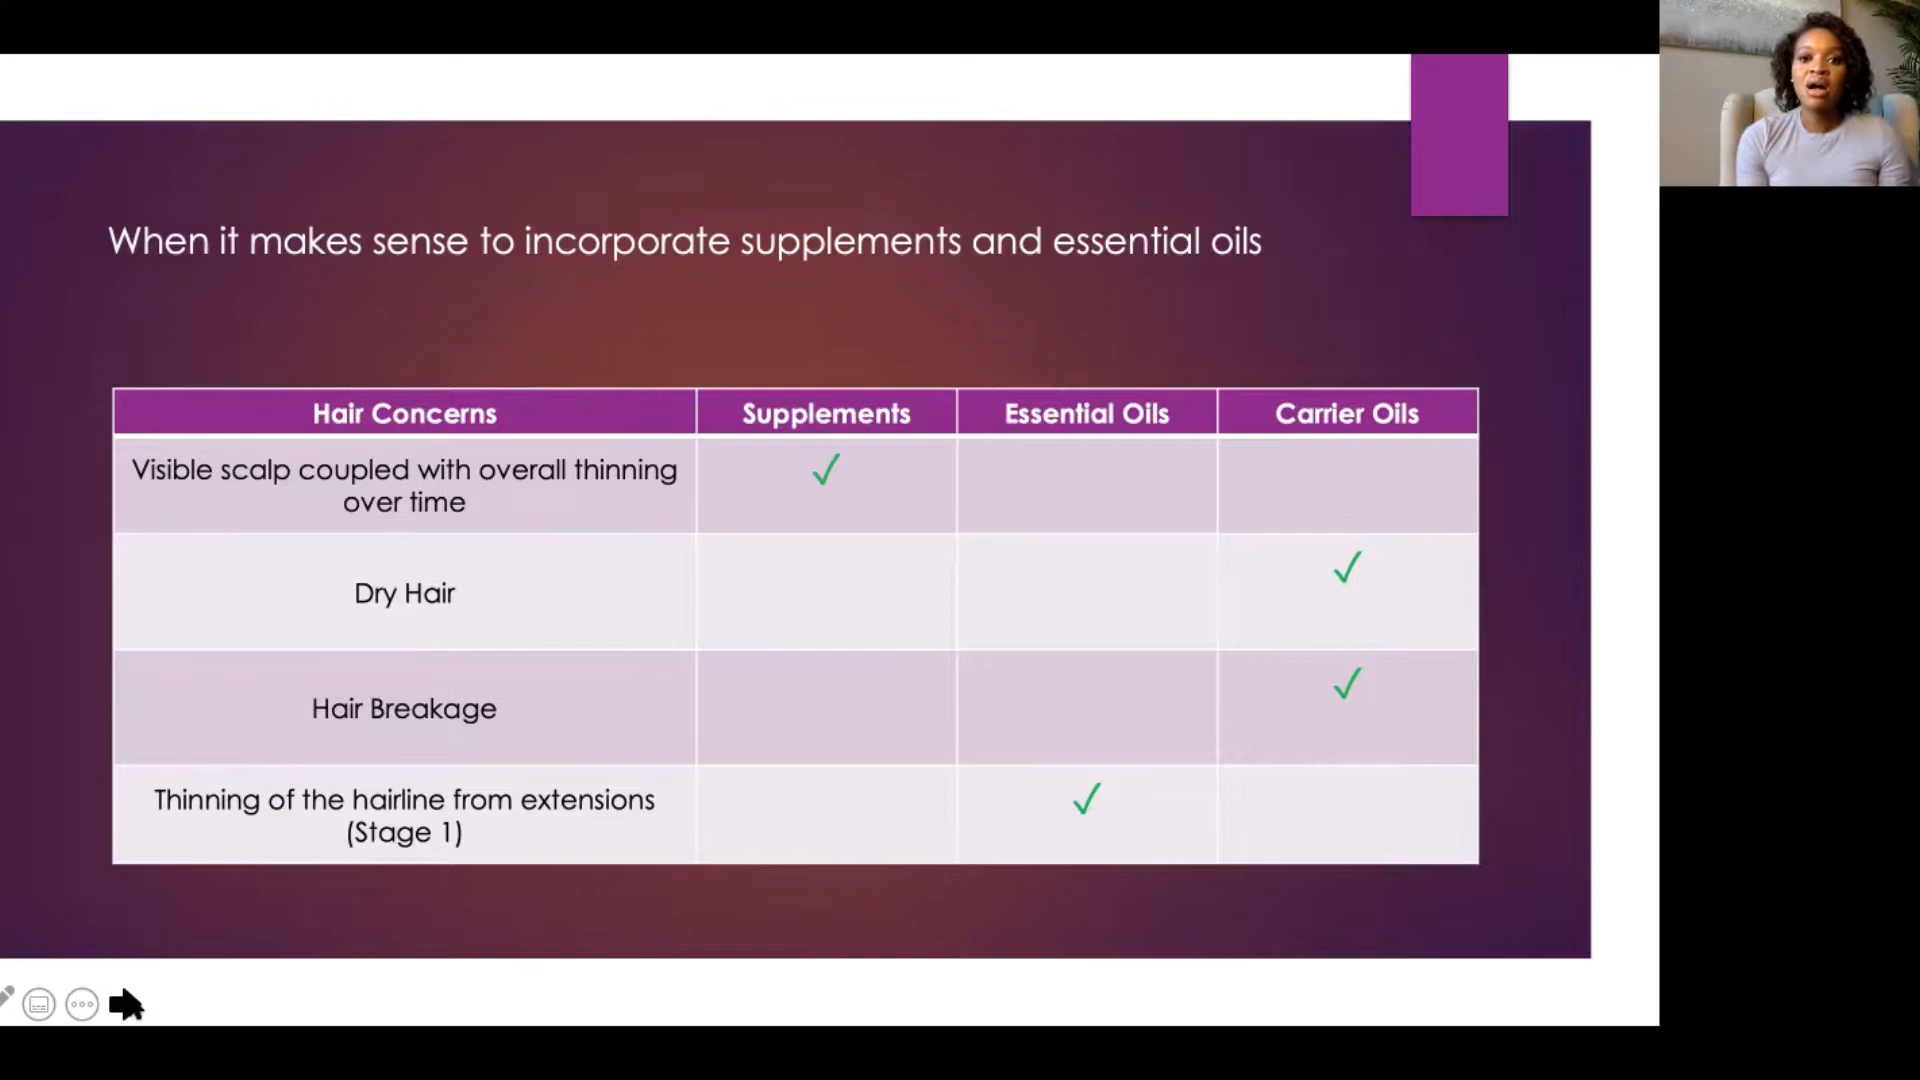 When it makes sense to incorporate supplements and essential oils
Hair Concerns
Supplements
Essential Oils
Carrier Oils
Visible scalp coupled with overall thinning
over time
✓
Dry Hair
✓
Hair Breakage
✓
Thinning of the hairline from extensions
(Stage 1)
✓